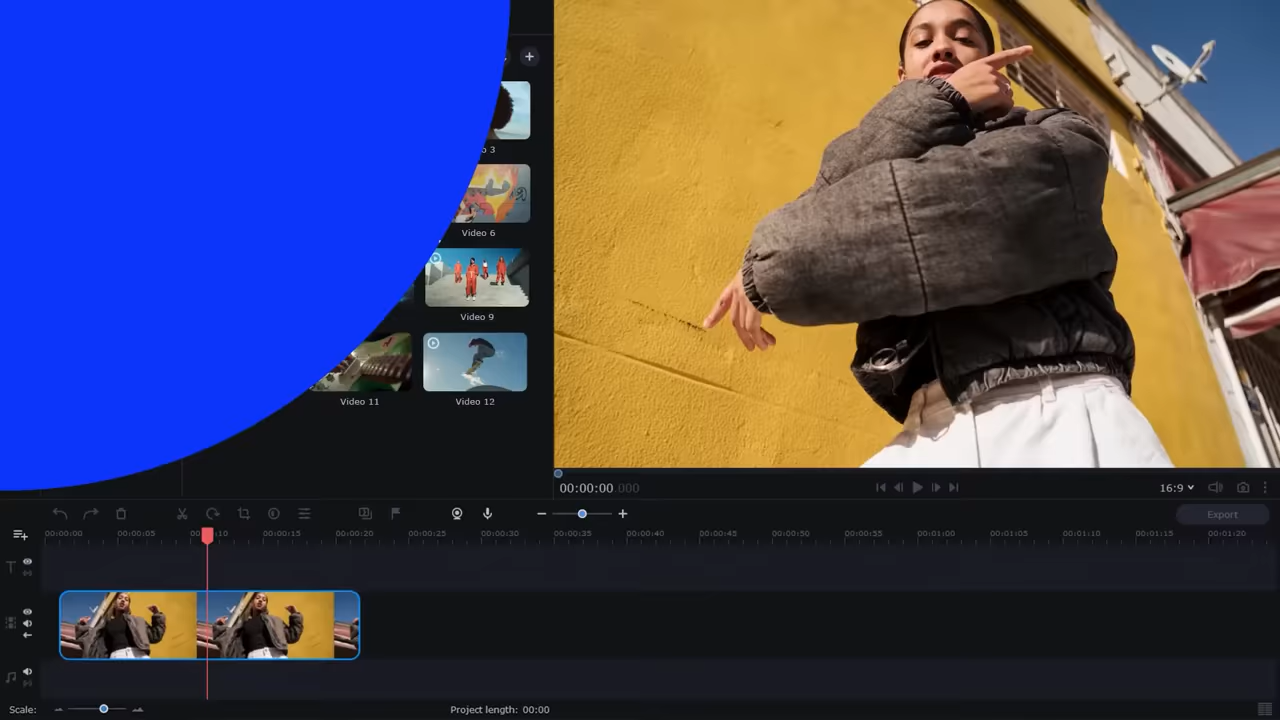 Video 3
Video 6
Video 9
Video 11
Video 12
00:00:00.000
16:9
Export
00:00:00
00:00:05
00:00:15
00:00:20
00:00:25
00:00:30
00:00:35
00:00:40
00:00:45
00:00:50
00:00:55
00:01:00
00:01:05
00:01:10
00:01:15
00:01:20
T
Scale:
Project length: 00:00